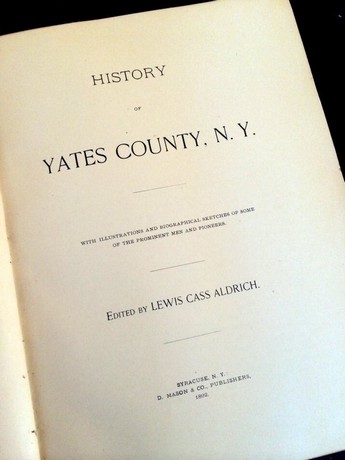 HISTORY
OF
YATES COUNTY, N. Y.
WITH ILLUSTRATIONS AND BIOGRAPHICAL SKETCHES OF SOME
OF THE PROMINENT MEN AND PIONEERS.
EDITED BY LEWIS CASS ALDRICH.
SYRACUSE, N. Y.
D. MASON & CO., PUBLISHERS.
1892.